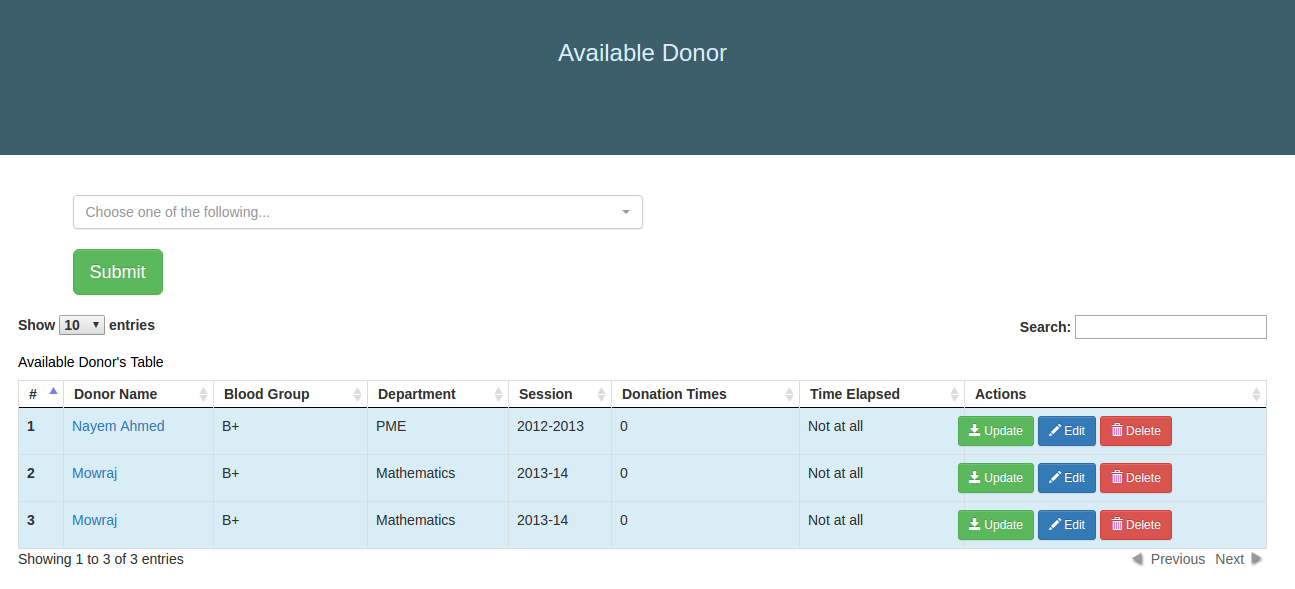 Available Donor
Choose one of the following...
Submit
Show 10 entries
Search:
Available Donor's Table
# Donor Name Blood Group Department Session Donation Times Time Elapsed Actions
1 Nayem Ahmed B+ PME 2012-2013 0 Not at all Update Edit Delete
2 Mowraj B+ Mathematics 2013-14 0 Not at all Update Edit Delete
3 Mowraj B+ Mathematics 2013-14 0 Not at all Update Edit Delete
Showing 1 to 3 of 3 entries
Previous Next